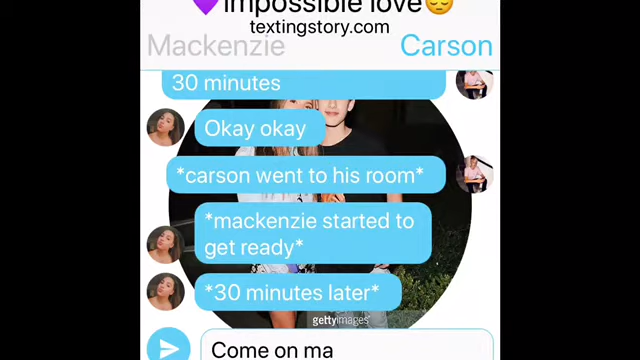 💜impossible love😔
textingstory.com
Mackenzie Carson
30 minutes
Okay okay
*carson went to his room*
*mackenzie started to
get ready*
*30 minutes later*
gettyimages
Come on ma